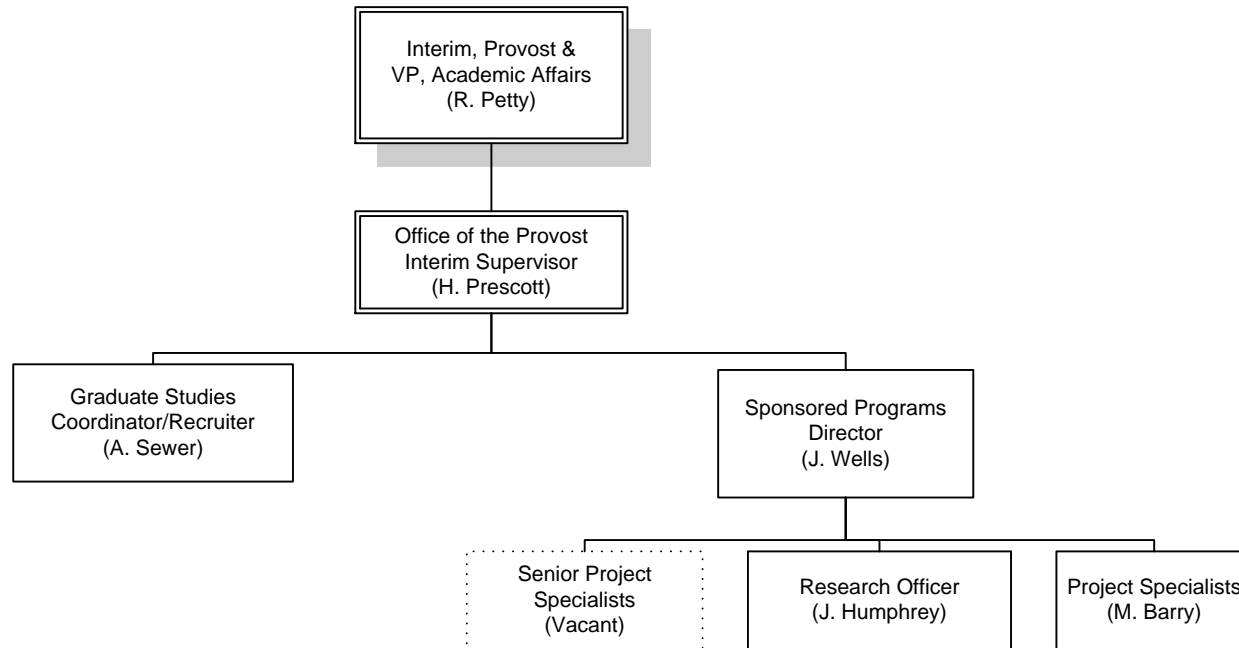 Interim, Provost &
VP, Academic Affairs
(R. Petty)
Office of the Provost
Interim Supervisor
(H. Prescott)
Graduate Studies
Coordinator/Recruiter
(A. Sewer)
Sponsored Programs
Director
(J. Wells)
Senior Project
Specialists
(Vacant)
Research Officer
(J. Humphrey)
Project Specialists
(M. Barry)